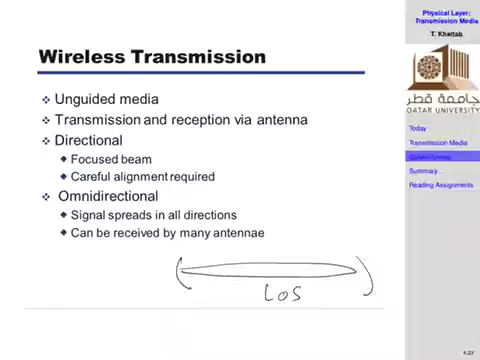 Wireless Transmission
Unguided media
Transmission and reception via antenna
Directional
Focused beam
Careful alignment required
Omnidirectional
Signal spreads in all directions
Can be received by many antennae
LOS
Physical Layer:
Transmission Media
T. Khattab
جامعة قطر
QATAR UNIVERSITY
Today
Transmission Media
Summary...
Reading Assignments
4.23